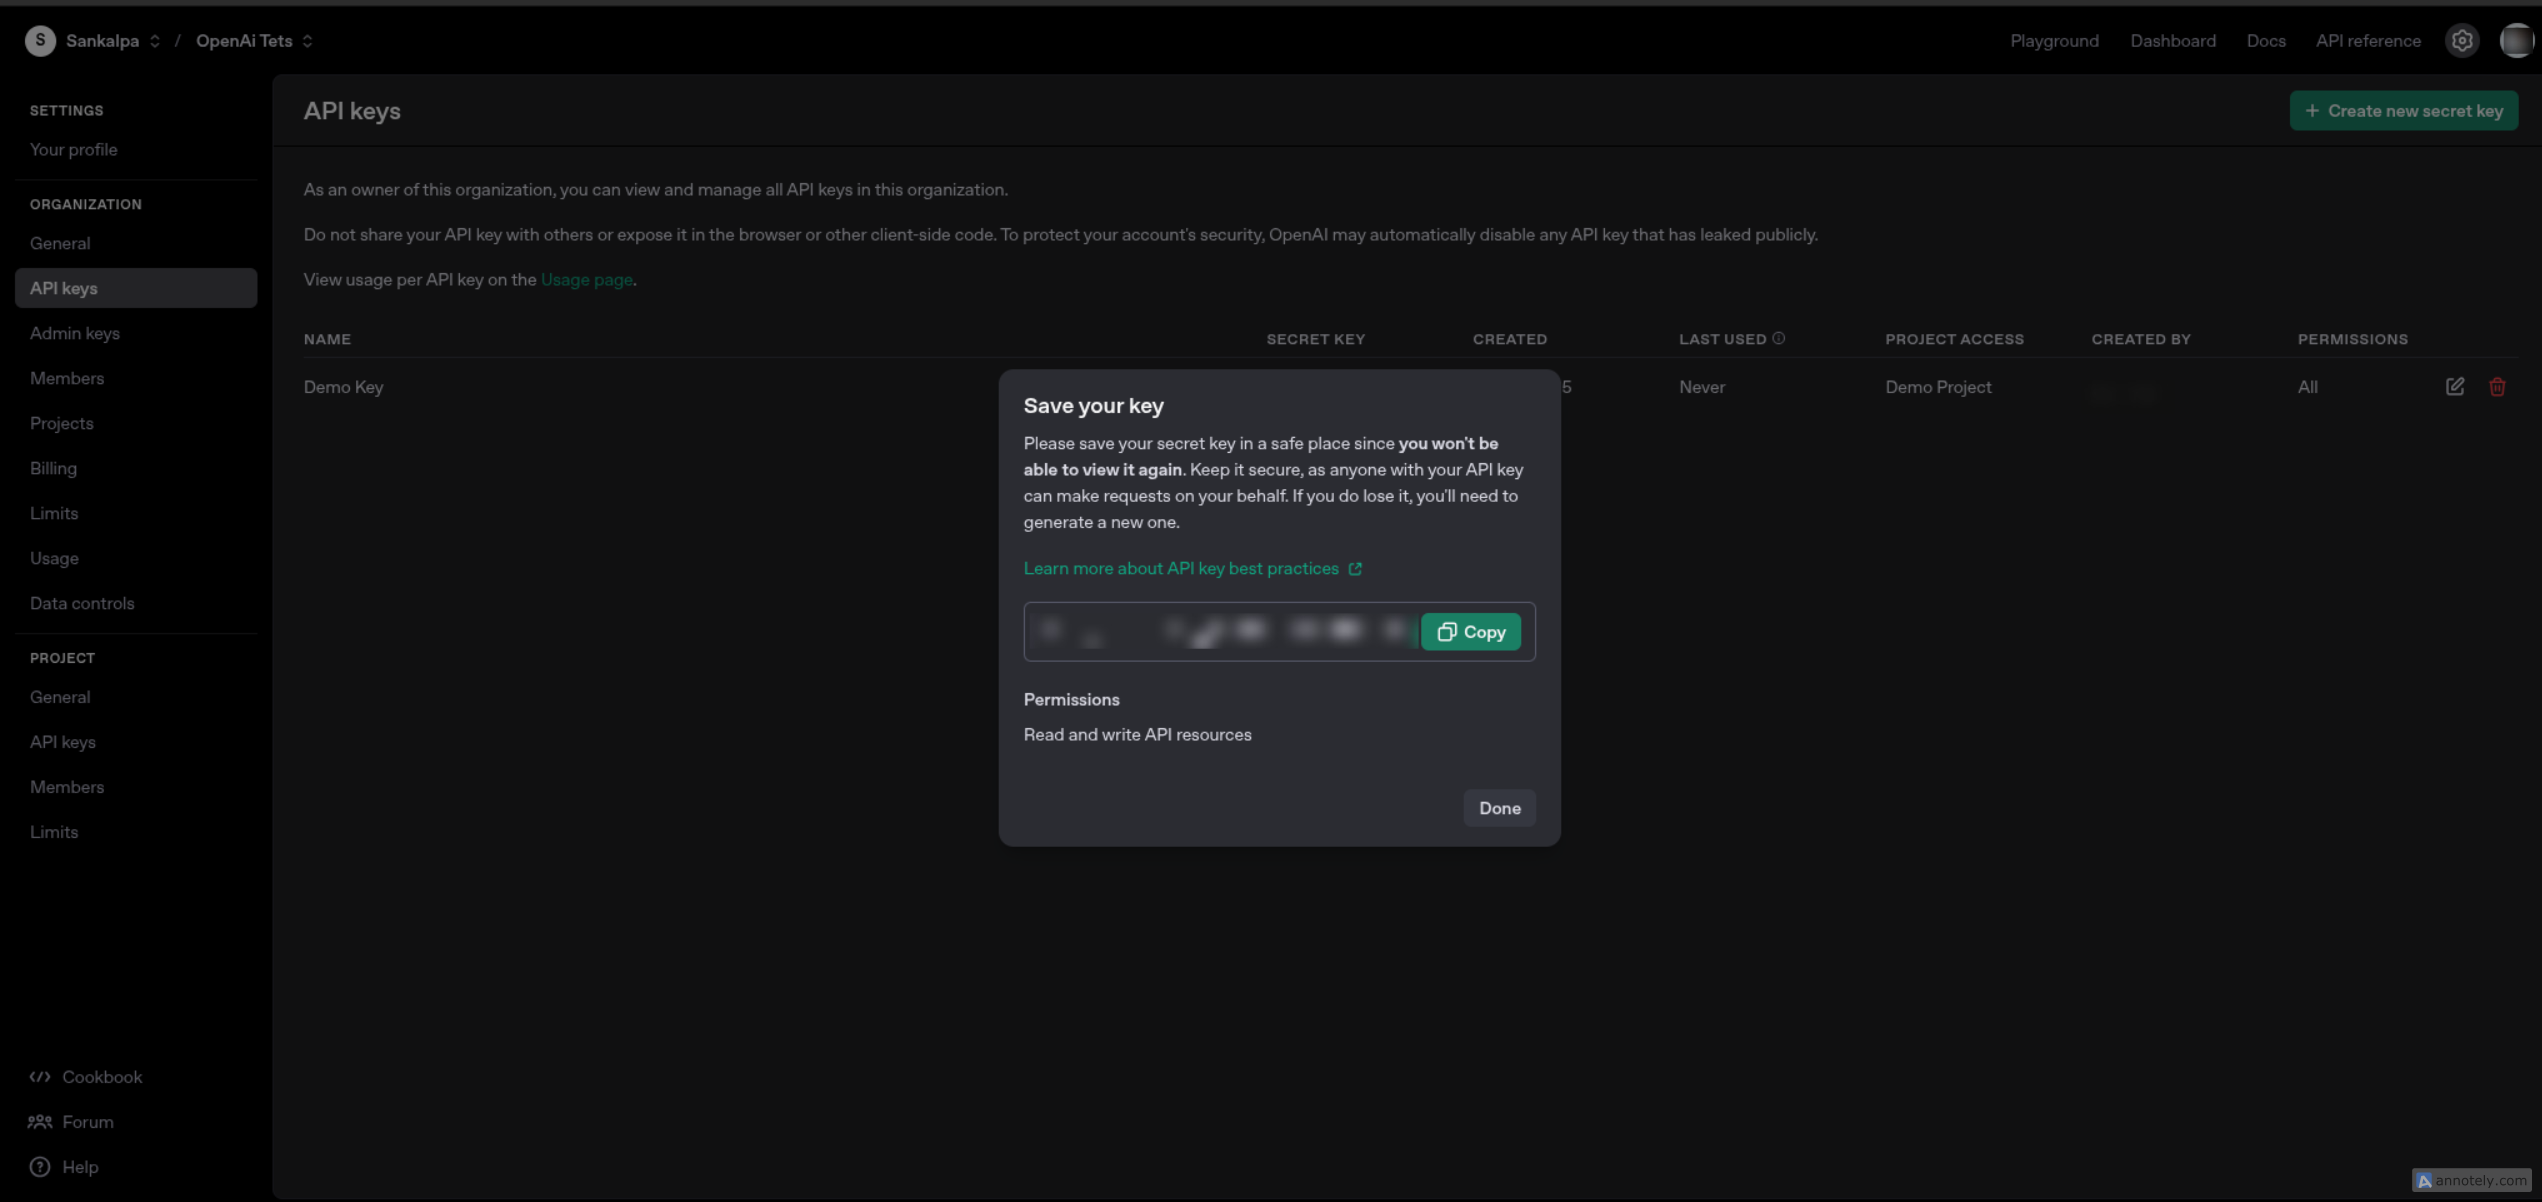 S Sankalpa / OpenAi Tets
Playground Dashboard Docs API reference
SETTINGS
Your profile
ORGANIZATION
General
API keys
Admin keys
Members
Projects
Billing
Limits
Usage
Data controls
PROJECT
General
API keys
Members
Limits
Cookbook
Forum
Help
API keys
+ Create new secret key
As an owner of this organization, you can view and manage all API keys in this organization.
Do not share your API key with others or expose it in the browser or other client-side code. To protect your account's security, OpenAI may automatically disable any API key that has leaked publicly.
View usage per API key on the Usage page.
NAME SECRET KEY CREATED LAST USED PROJECT ACCESS CREATED BY PERMISSIONS
Demo Key 5 Never Demo Project All
Save your key
Please save your secret key in a safe place since you won't be
able to view it again. Keep it secure, as anyone with your API key
can make requests on your behalf. If you do lose it, you'll need to
generate a new one.
Learn more about API key best practices
Copy
Permissions
Read and write API resources
Done
A annotely.com